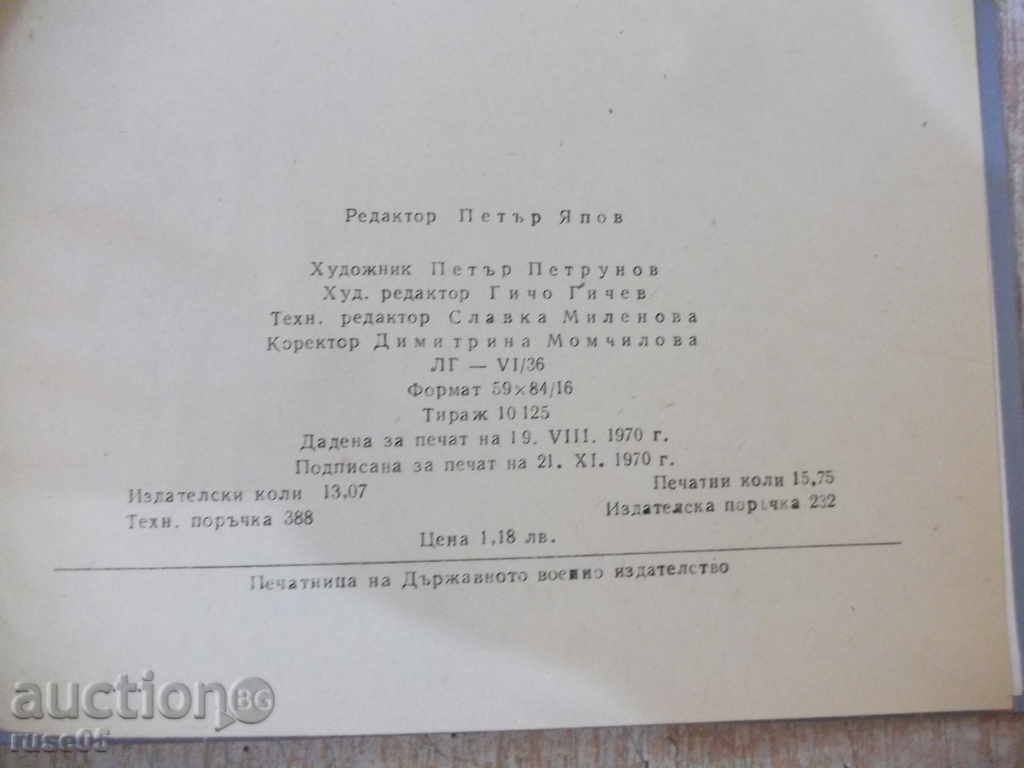 Редактор Петър Япов
Художник Петър Петрунов
Худ. редактор Гичо Гичев
Техн. редактор Славка Миленова
Коректор Димитрина Момчилова
ЛГ — VI/36
Формат 59×84/16
Тираж 10 125
Дадена за печат на 19. VIII. 1970 г.
Подписана за печат на 21. XI. 1970 г.
Издателски коли 13,07 Печатни коли 15,75
Техн. поръчка 388 Издателска поръчка 232
Цена 1,18 лв.
Печатница на Държавното военно издателство
auction BG
ruse05